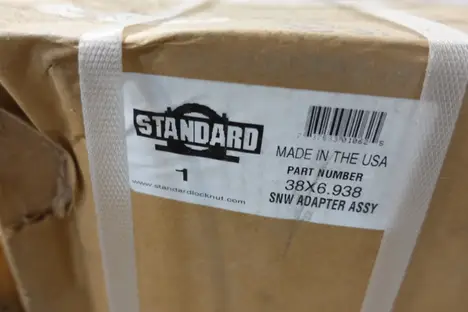 STANDARD
1
www.standardlocknut.com
MADE IN THE USA
PART NUMBER
38X6.938
SNW ADAPTER ASSY